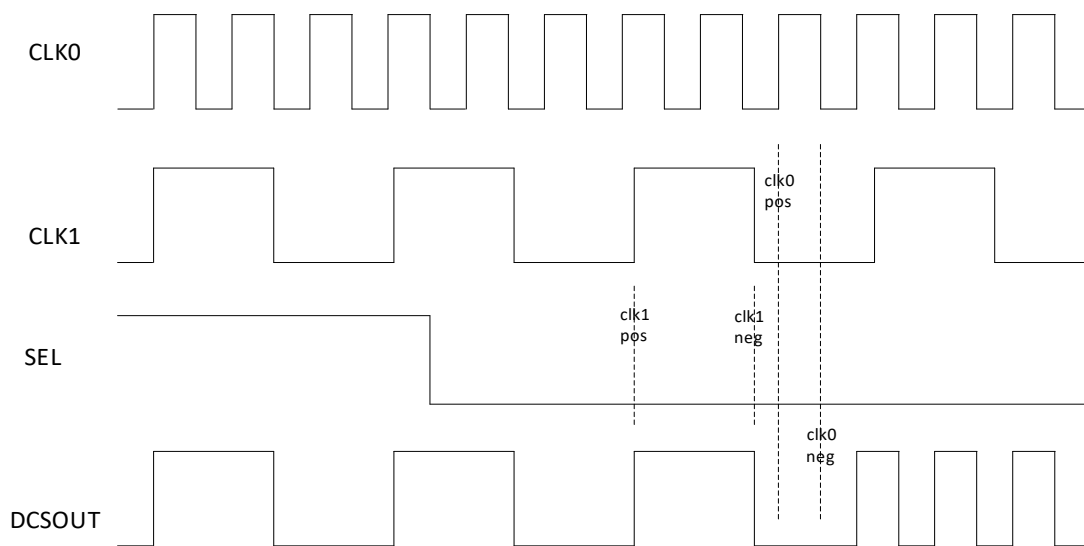 CLK0
clk0
pos
CLK1
clk1
pos
clk1
neg
SEL
clk0
neg
DCSOUT